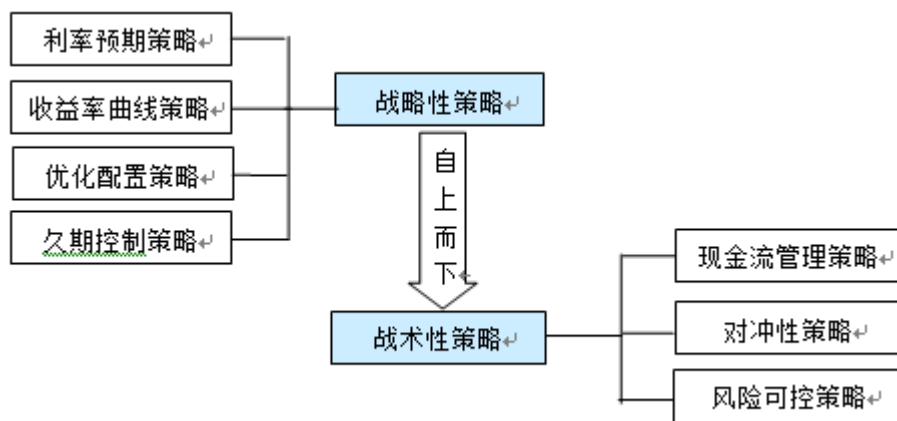 利率预期策略
收益率曲线策略
优化配置策略
久期控制策略
战略性策略
自
上
而
下
战术性策略
现金流管理策略
对冲性策略
风险可控策略